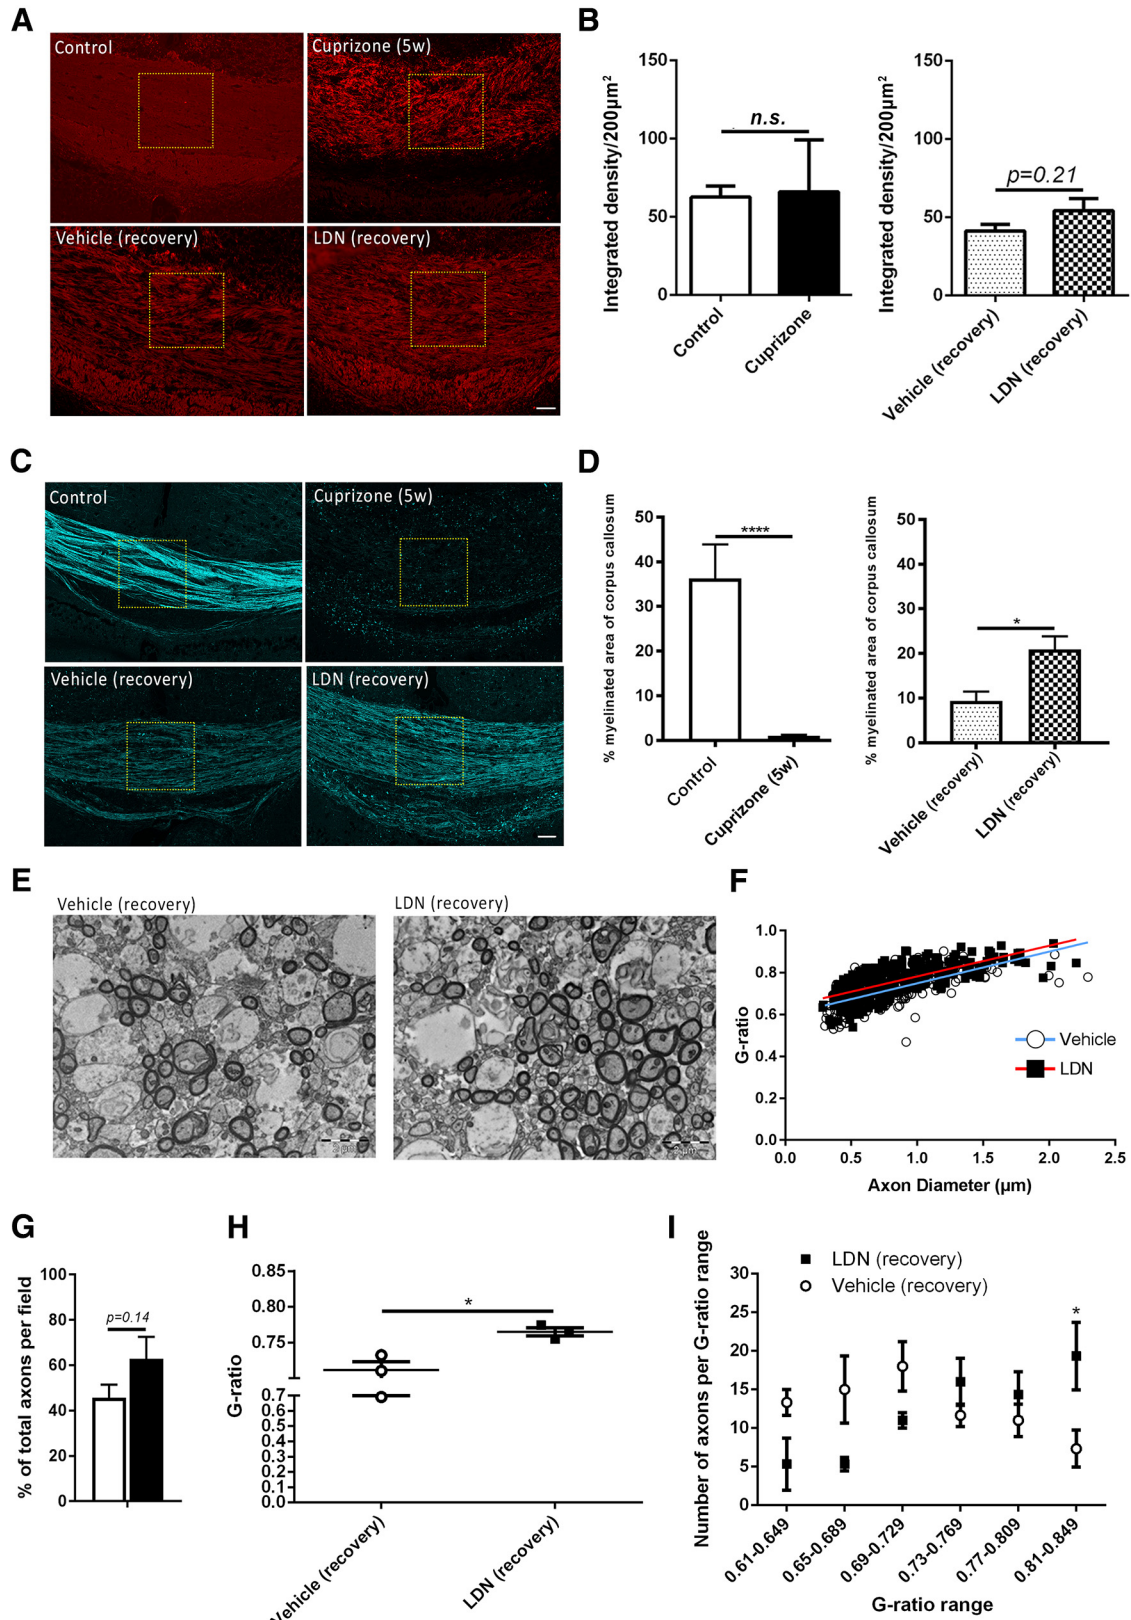 A
Control
Cuprizone (5w)
Vehicle (recovery)
LDN (recovery)
B
Integrated density/200µm²
150
100
50
0
n.s.
Control
Cuprizone
Integrated density/200µm²
150
100
50
0
p=0.21
Vehicle (recovery)
LDN (recovery)
C
Control
Cuprizone (5w)
Vehicle (recovery)
LDN (recovery)
D
% myelinated area of corpus callosum
50
40
30
20
10
0
****
Control
Cuprizone (5w)
% myelinated area of corpus callosum
50
40
30
20
10
0
*
Vehicle (recovery)
LDN (recovery)
E
Vehicle (recovery)
2 µm
LDN (recovery)
2 µm
F
G-ratio
1.0
0.8
0.6
0.4
0.2
0.0
Vehicle
LDN
0.0 0.5 1.0 1.5 2.0 2.5
Axon Diameter (µm)
G
% of total axons per field
100
80
60
40
20
0
p=0.14
H
G-ratio
0.85
0.80
0.75
0.7
0.6
0.5
0.4
0.3
0.2
0.1
0.0
*
Vehicle (recovery)
LDN (recovery)
I
Number of axons per G-ratio range
LDN (recovery)
Vehicle (recovery)
30
25
20
15
10
5
0
*
0.61-0.649
0.65-0.689
0.69-0.729
0.73-0.769
0.77-0.809
0.81-0.849
G-ratio range